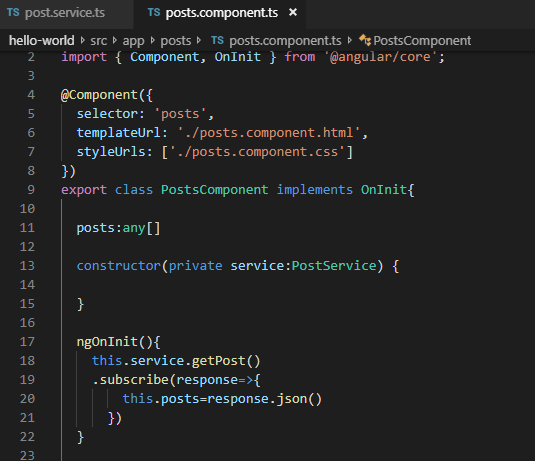 TS post.service.ts TS posts.component.ts ×
hello-world > src > app > posts > TS posts.component.ts > PostsComponent
2 import { Component, OnInit } from '@angular/core';
3
4 @Component({
5 selector: 'posts',
6 templateUrl: './posts.component.html',
7 styleUrls: ['./posts.component.css']
8 })
9 export class PostsComponent implements OnInit{
10
11 posts:any[]
12
13 constructor(private service:PostService) {
14
15 }
16
17 ngOnInit(){
18 this.service.getPost()
19 .subscribe(response=>{
20 this.posts=response.json()
21 })
22 }
23